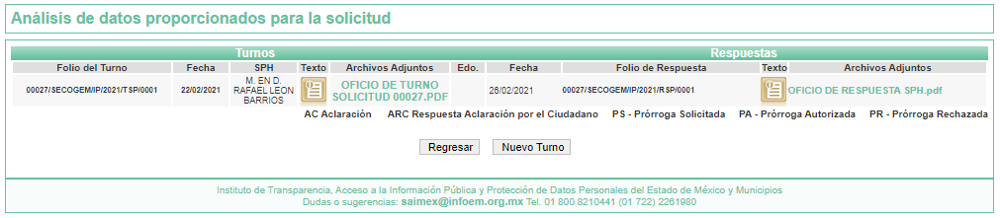 Análisis de datos proporcionados para la solicitud
Turnos Respuestas
Folio del Turno Fecha SPH Texto Archivos Adjuntos Edo. Fecha Folio de Respuesta Texto Archivos Adjuntos
00027/SECOGEM/IP/2021/TSP/0001 22/02/2021 M. EN D. RAFAEL LEON BARRIOS OFICIO DE TURNO SOLICITUD 00027.PDF 26/02/2021 00027/SECOGEM/IP/2021/RSP/0001 OFICIO DE RESPUESTA SPH.pdf
AC Aclaración ARC Respuesta Aclaración por el Ciudadano PS - Prórroga Solicitada PA - Prórroga Autorizada PR - Prórroga Rechazada
Regresar Nuevo Turno
Instituto de Transparencia, Acceso a la Información Pública y Protección de Datos Personales del Estado de México y Municipios
Dudas o sugerencias: saimex@infoem.org.mx Tel. 01 800 8210441 (01 722) 2261980